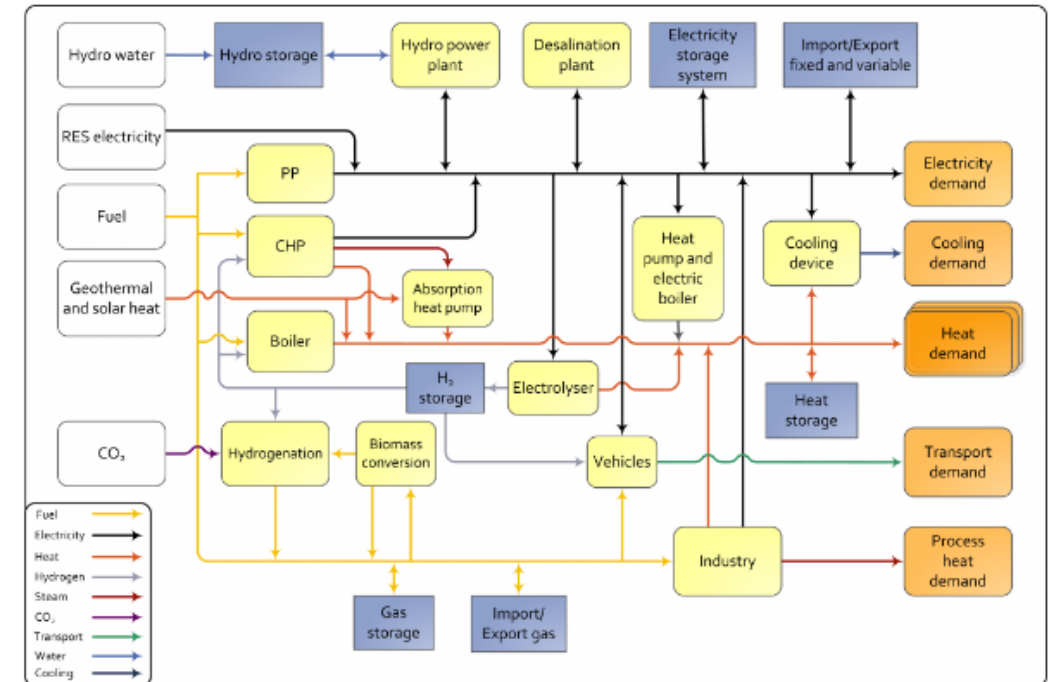 Hydro water
Hydro storage
Hydro power
plant
Desalination
plant
Electricity
storage
system
Import/Export
fixed and variable
RES electricity
PP
Electricity
demand
Fuel
CHP
Heat
pump and
electric
boiler
Cooling
device
Cooling
demand
Geothermal
and solar heat
Absorption
heat pump
Boiler
Heat
demand
H₂
storage
Electrolyser
Heat
storage
CO₂
Hydrogenation
Biomass
conversion
Vehicles
Transport
demand
Fuel
Electricity
Heat
Hydrogen
Steam
CO₂
Transport
Water
Cooling
Industry
Process
heat
demand
Gas
storage
Import/
Export gas